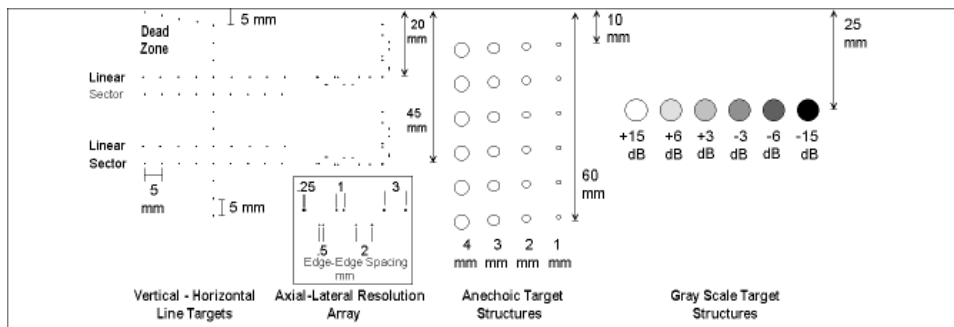 Dead
Zone
5 mm
20
mm
10
mm
25
mm
Linear
Sector
45
mm
Linear
Sector
5
mm
5 mm
.25 1 3
.5 2
Edge-Edge Spacing
mm
60
mm
4
mm
3
mm
2
mm
1
mm
+15
dB
+6
dB
+3
dB
-3
dB
-6
dB
-15
dB
Vertical - Horizontal
Line Targets
Axial-Lateral Resolution
Array
Anechoic Target
Structures
Gray Scale Target
Structures